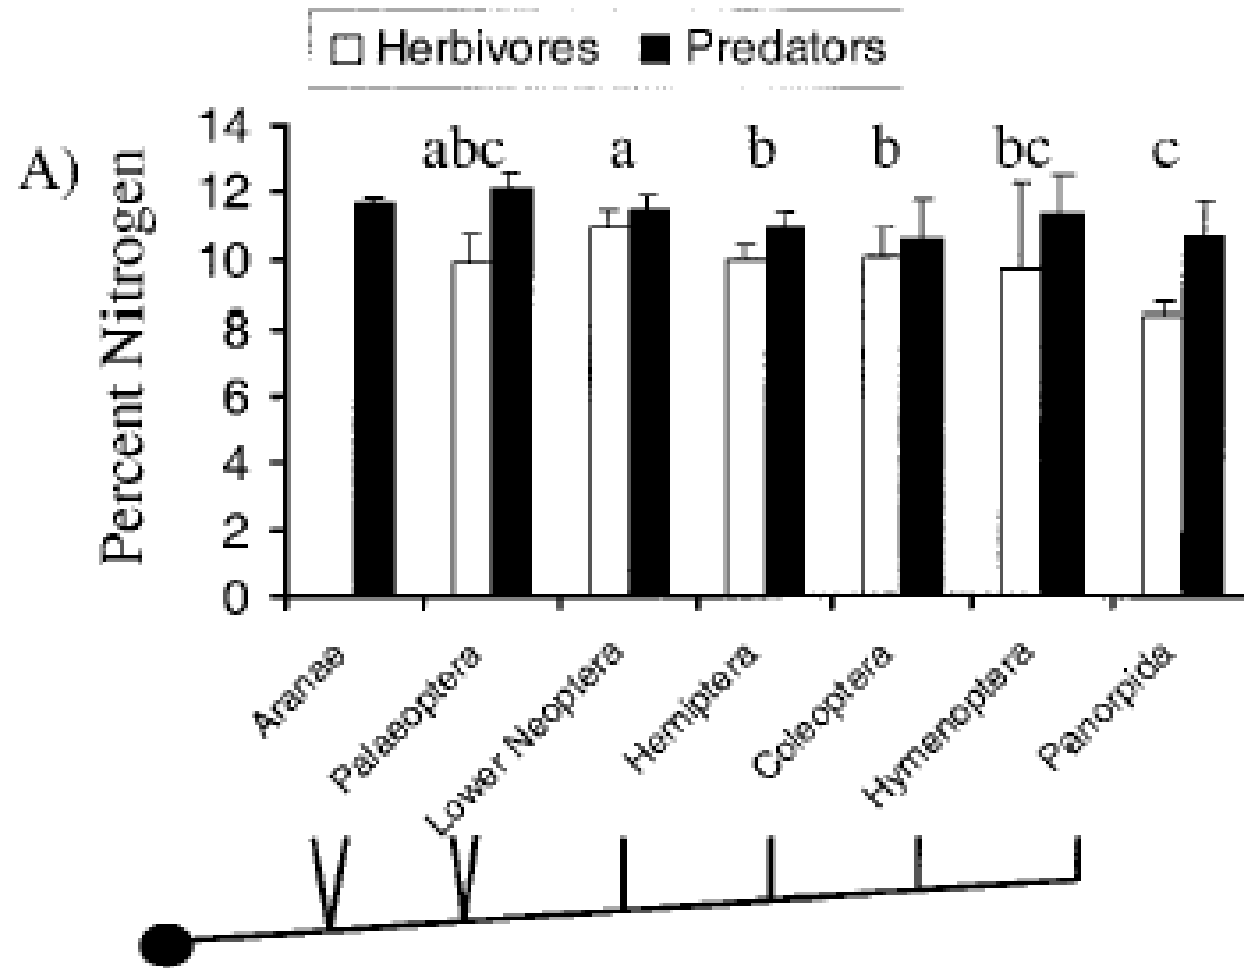 Herbivores Predators
A)
Percent Nitrogen
14
12
10
8
6
4
2
0
abc a b b bc c
Aranae
Palaeoptera
Lower Neoptera
Hemiptera
Coleoptera
Hymenoptera
Panorpida